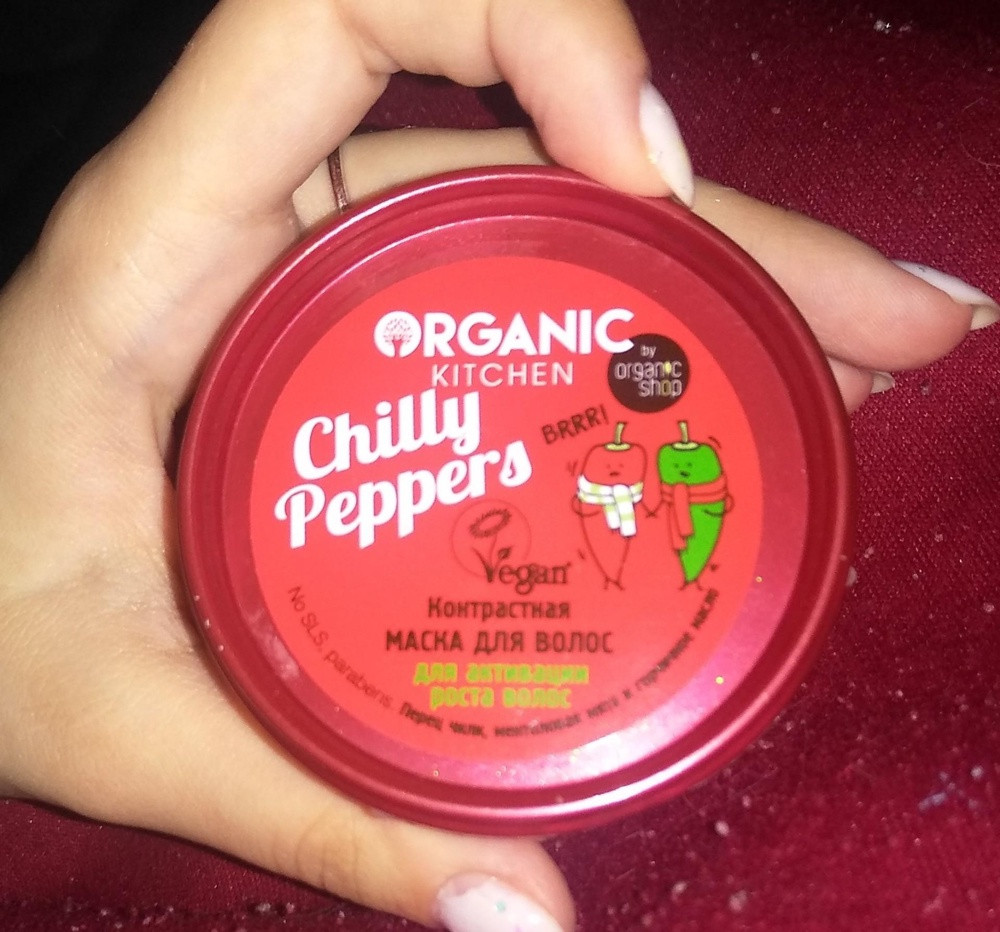 ORGANIC
KITCHEN
by
organic
shop
Chilly
Peppers
BRRR!
Vegan
Контрастная
МАСКА ДЛЯ ВОЛОС
для активации
роста волос
No SLS, parabens. Перец чили, ментоловая мята и горчичное масло